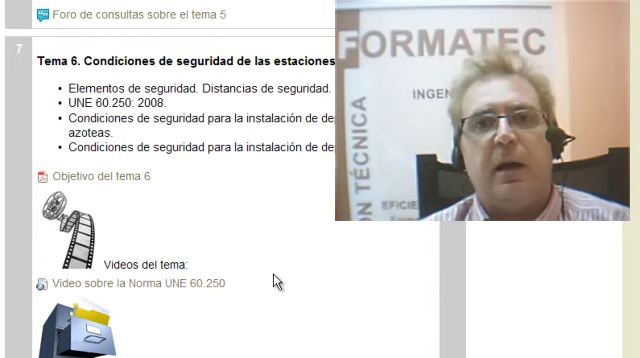 Foro de consultas sobre el tema 5
7
Tema 6. Condiciones de seguridad de las estaciones
Elementos de seguridad. Distancias de seguridad.
UNE 60.250: 2008.
Condiciones de seguridad para la instalación de de
azoteas.
Condiciones de seguridad para la instalación de de
Objetivo del tema 6
Videos del tema:
Video sobre la Norma UNE 60.250
FORMATEC
INGEN
ÓN TÉCNICA
EFICIE